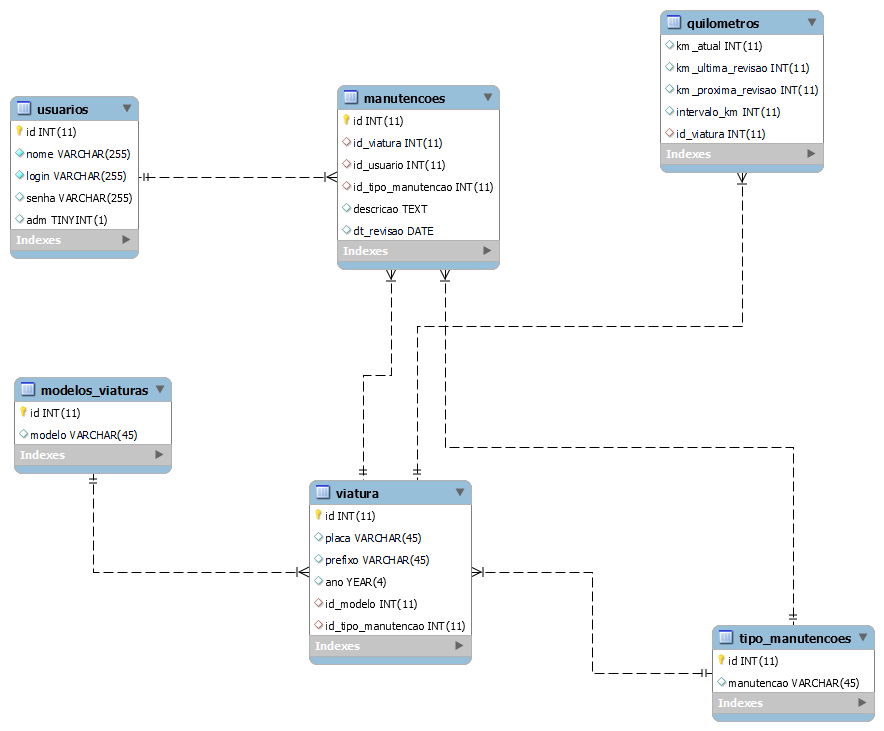 quilometros
km_atual INT(11)
km_ultima_revisao INT(11)
km_proxima_revisao INT(11)
intervalo_km INT(11)
id_viatura INT(11)
Indexes
manutencoes
id INT(11)
id_viatura INT(11)
id_usuario INT(11)
id_tipo_manutencao INT(11)
descricao TEXT
dt_revisao DATE
Indexes
usuarios
id INT(11)
nome VARCHAR(255)
login VARCHAR(255)
senha VARCHAR(255)
adm TINYINT(1)
Indexes
modelos_viaturas
id INT(11)
modelo VARCHAR(45)
Indexes
viatura
id INT(11)
placa VARCHAR(45)
prefixo VARCHAR(45)
ano YEAR(4)
id_modelo INT(11)
id_tipo_manutencao INT(11)
Indexes
tipo_manutencoes
id INT(11)
manutencao VARCHAR(45)
Indexes